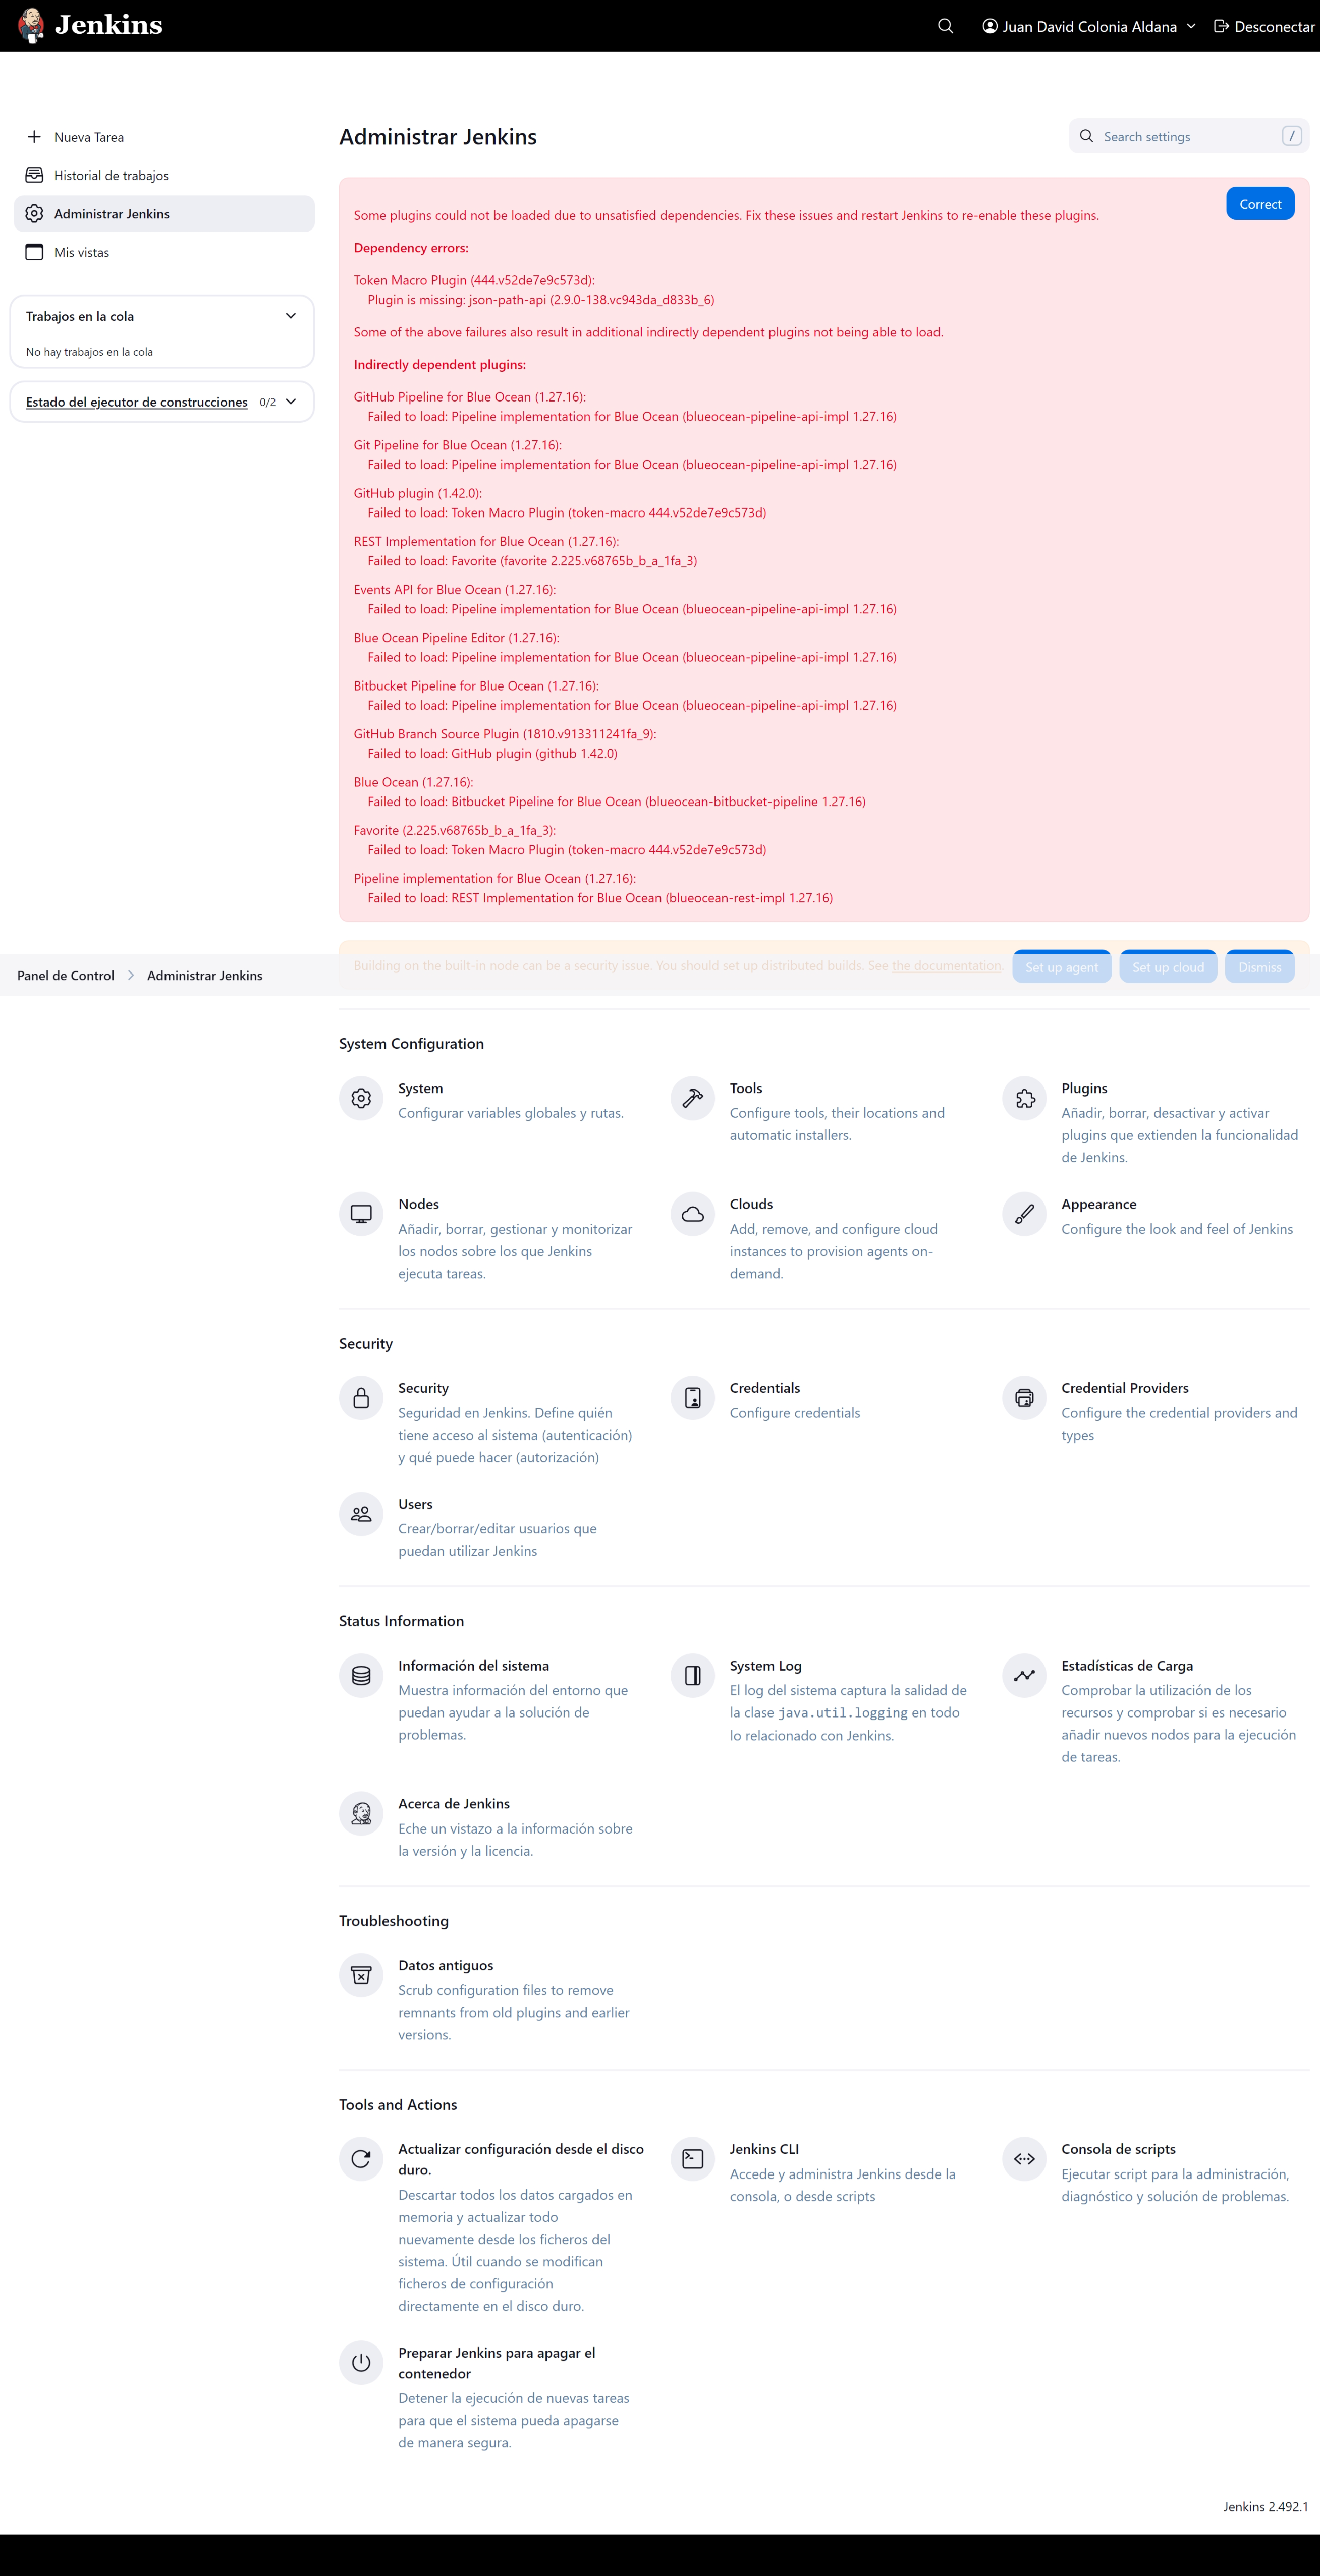 Jenkins
Juan David Colonia Aldana
Desconectar
Nueva Tarea
Historial de trabajos
Administrar Jenkins
Mis vistas
Trabajos en la cola
No hay trabajos en la cola
Estado del ejecutor de construcciones 0/2
Administrar Jenkins
Search settings /
Correct
Some plugins could not be loaded due to unsatisfied dependencies. Fix these issues and restart Jenkins to re-enable these plugins.
Dependency errors:
Token Macro Plugin (444.v52de7e9c573d):
Plugin is missing: json-path-api (2.9.0-138.vc943da_d833b_6)
Some of the above failures also result in additional indirectly dependent plugins not being able to load.
Indirectly dependent plugins:
GitHub Pipeline for Blue Ocean (1.27.16):
Failed to load: Pipeline implementation for Blue Ocean (blueocean-pipeline-api-impl 1.27.16)
Git Pipeline for Blue Ocean (1.27.16):
Failed to load: Pipeline implementation for Blue Ocean (blueocean-pipeline-api-impl 1.27.16)
GitHub plugin (1.42.0):
Failed to load: Token Macro Plugin (token-macro 444.v52de7e9c573d)
REST Implementation for Blue Ocean (1.27.16):
Failed to load: Favorite (favorite 2.225.v68765b_b_a_1fa_3)
Events API for Blue Ocean (1.27.16):
Failed to load: Pipeline implementation for Blue Ocean (blueocean-pipeline-api-impl 1.27.16)
Blue Ocean Pipeline Editor (1.27.16):
Failed to load: Pipeline implementation for Blue Ocean (blueocean-pipeline-api-impl 1.27.16)
Bitbucket Pipeline for Blue Ocean (1.27.16):
Failed to load: Pipeline implementation for Blue Ocean (blueocean-pipeline-api-impl 1.27.16)
GitHub Branch Source Plugin (1810.v913311241fa_9):
Failed to load: GitHub plugin (github 1.42.0)
Blue Ocean (1.27.16):
Failed to load: Bitbucket Pipeline for Blue Ocean (blueocean-bitbucket-pipeline 1.27.16)
Favorite (2.225.v68765b_b_a_1fa_3):
Failed to load: Token Macro Plugin (token-macro 444.v52de7e9c573d)
Pipeline implementation for Blue Ocean (1.27.16):
Failed to load: REST Implementation for Blue Ocean (blueocean-rest-impl 1.27.16)
Panel de Control > Administrar Jenkins
Building on the built-in node can be a security issue. You should set up distributed builds. See the documentation.
Set up agent
Set up cloud
Dismiss
System Configuration
System
Configurar variables globales y rutas.
Tools
Configure tools, their locations and
automatic installers.
Plugins
Añadir, borrar, desactivar y activar
plugins que extienden la funcionalidad
de Jenkins.
Nodes
Añadir, borrar, gestionar y monitorizar
los nodos sobre los que Jenkins
ejecuta tareas.
Clouds
Add, remove, and configure cloud
instances to provision agents on-
demand.
Appearance
Configure the look and feel of Jenkins
Security
Security
Seguridad en Jenkins. Define quién
tiene acceso al sistema (autenticación)
y qué puede hacer (autorización)
Credentials
Configure credentials
Credential Providers
Configure the credential providers and
types
Users
Crear/borrar/editar usuarios que
puedan utilizar Jenkins
Status Information
Información del sistema
Muestra información del entorno que
puedan ayudar a la solución de
problemas.
System Log
El log del sistema captura la salidad de
la clase java.util.logging en todo
lo relacionado con Jenkins.
Estadísticas de Carga
Comprobar la utilización de los
recursos y comprobar si es necesario
añadir nuevos nodos para la ejecución
de tareas.
Acerca de Jenkins
Eche un vistazo a la información sobre
la versión y la licencia.
Troubleshooting
Datos antiguos
Scrub configuration files to remove
remnants from old plugins and earlier
versions.
Tools and Actions
Actualizar configuración desde el disco
duro.
Descartar todos los datos cargados en
memoria y actualizar todo
nuevamente desde los ficheros del
sistema. Útil cuando se modifican
ficheros de configuración
directamente en el disco duro.
Jenkins CLI
Accede y administra Jenkins desde la
consola, o desde scripts
Consola de scripts
Ejecutar script para la administración,
diagnóstico y solución de problemas.
Preparar Jenkins para apagar el
contenedor
Detener la ejecución de nuevas tareas
para que el sistema pueda apagarse
de manera segura.
Jenkins 2.492.1